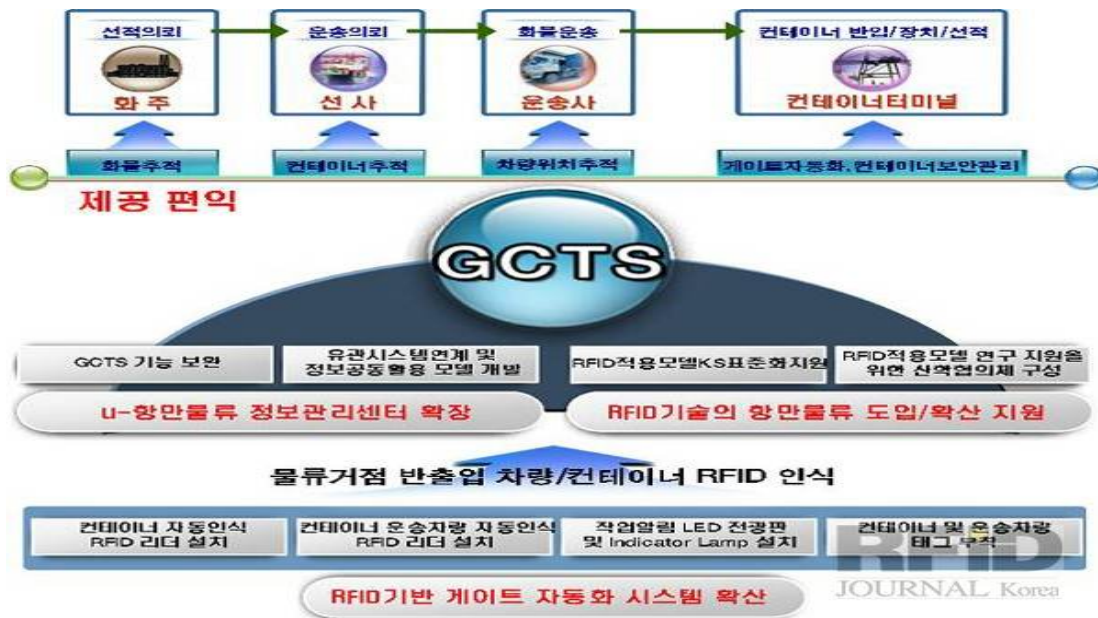 선적의뢰
화 주
운송의뢰
선 사
화물운송
운송사
컨테이너 반입/장치/선적
컨테이너터미널
화물추적
컨테이너추적
차량위치추적
게이트자동화.컨테이너보안관리
제공 편익
GCTS
GCTS 기능 보완
유관시스템연계 및
정보공동활용 모델 개발
RFID적용모델KS표준화지원
RFID적용모델 연구 지원을
위한 산학협의체 구성
u-항만물류 정보관리센터 확장
RFID기술의 항만물류 도입/확산 지원
물류거점 반출입 차량/컨테이너 RFID 인식
컨테이너 자동인식
RFID 리더 설치
컨테이너 운송차량 자동인식
RFID 리더 설치
작업알림 LED 전광판
및 Indicator Lamp 설치
컨테이너 및 운송차량
태그 부착
RFID기반 게이트 자동화 시스템 확산
RFID
JOURNAL Korea